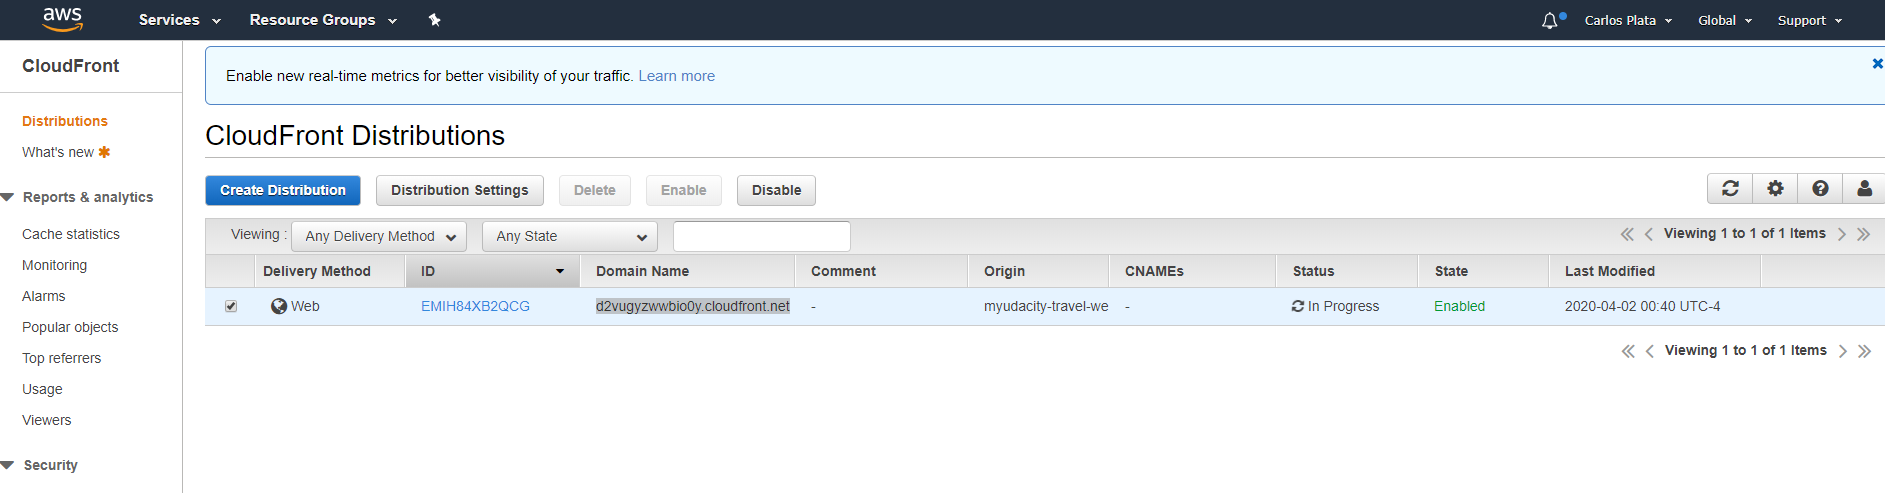 aws Services Resource Groups Carlos Plata Global Support
CloudFront
Distributions
What's new
Reports & analytics
Cache statistics
Monitoring
Alarms
Popular objects
Top referrers
Usage
Viewers
Security
Enable new real-time metrics for better visibility of your traffic. Learn more
CloudFront Distributions
Create Distribution Distribution Settings Delete Enable Disable
Viewing : Any Delivery Method Any State Viewing 1 to 1 of 1 Items
Delivery Method ID Domain Name Comment Origin CNAMEs Status State Last Modified
Web EMIH84XB2QCG d2vugyzwwbio0y.cloudfront.net - myudacity-travel-we - In Progress Enabled 2020-04-02 00:40 UTC-4
Viewing 1 to 1 of 1 Items